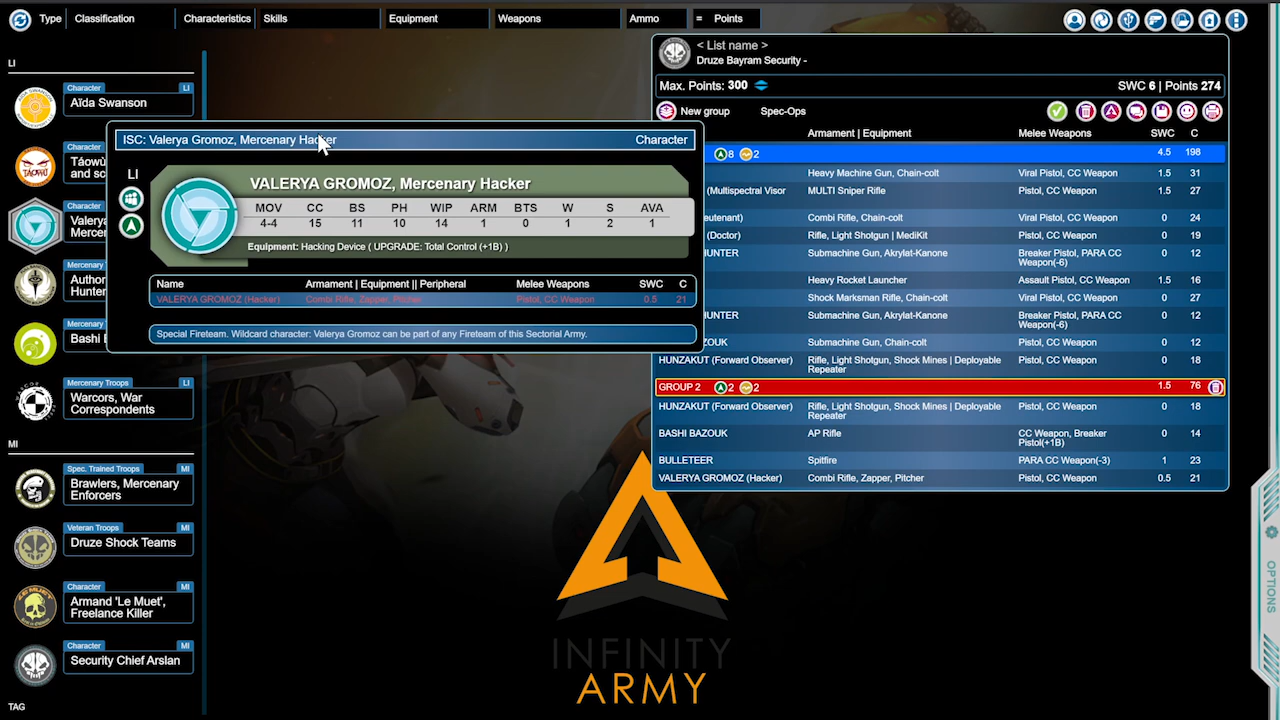 Type
Classification
Characteristics
Skills
Equipment
Weapons
Ammo
= Points
LI
Character LI
Aïda Swanson
Character
Táowù
and sc
Character
Valery
Mercer
Mercenary
Author
Hunter
Mercenary
Bashi B
Mercenary Troops LI
Warcors, War
Correspondents
MI
Spec. Trained Troops MI
Brawlers, Mercenary
Enforcers
Veteran Troops MI
Druze Shock Teams
Character MI
Armand 'Le Muet',
Freelance Killer
Character MI
Security Chief Arslan
TAG
ISC: Valerya Gromoz, Mercenary Hacker Character
LI
VALERYA GROMOZ, Mercenary Hacker
MOV CC BS PH WIP ARM BTS W S AVA
4-4 15 11 10 14 1 0 1 2 1
Equipment: Hacking Device ( UPGRADE: Total Control (+1B) )
Name Armament | Equipment || Peripheral Melee Weapons SWC C
VALERYA GROMOZ (Hacker) Combi Rifle, Zapper, Pitcher Pistol, CC Weapon 0.5 21
Special Fireteam. Wildcard character: Valerya Gromoz can be part of any Fireteam of this Sectorial Army.
< List name >
Druze Bayram Security -
Max. Points: 300 SWC 6 | Points 274
New group Spec-Ops
Armament | Equipment Melee Weapons SWC C
8 2 4.5 198
Heavy Machine Gun, Chain-colt Viral Pistol, CC Weapon 1.5 31
(Multispectral Visor MULTI Sniper Rifle Pistol, CC Weapon 1.5 27
eutenant) Combi Rifle, Chain-colt Viral Pistol, CC Weapon 0 24
(Doctor) Rifle, Light Shotgun | MediKit Pistol, CC Weapon 0 19
UNTER Submachine Gun, Akrylat-Kanone Breaker Pistol, PARA CC 0 12
Weapon(-6)
Heavy Rocket Launcher Assault Pistol, CC Weapon 1.5 16
Shock Marksman Rifle, Chain-colt Viral Pistol, CC Weapon 0 27
UNTER Submachine Gun, Akrylat-Kanone Breaker Pistol, PARA CC 0 12
Weapon(-6)
ZOUK Submachine Gun, Chain-colt Pistol, CC Weapon 0 12
HUNZAKUT (Forward Observer) Rifle, Light Shotgun, Shock Mines | Deployable Pistol, CC Weapon 0 18
Repeater
GROUP 2 2 2 1.5 76
HUNZAKUT (Forward Observer) Rifle, Light Shotgun, Shock Mines | Deployable Pistol, CC Weapon 0 18
Repeater
BASHI BAZOUK AP Rifle CC Weapon, Breaker 0 14
Pistol(+1B)
BULLETEER Spitfire PARA CC Weapon(-3) 1 23
VALERYA GROMOZ (Hacker) Combi Rifle, Zapper, Pitcher Pistol, CC Weapon 0.5 21
OPTIONS
INFINITY
ARMY